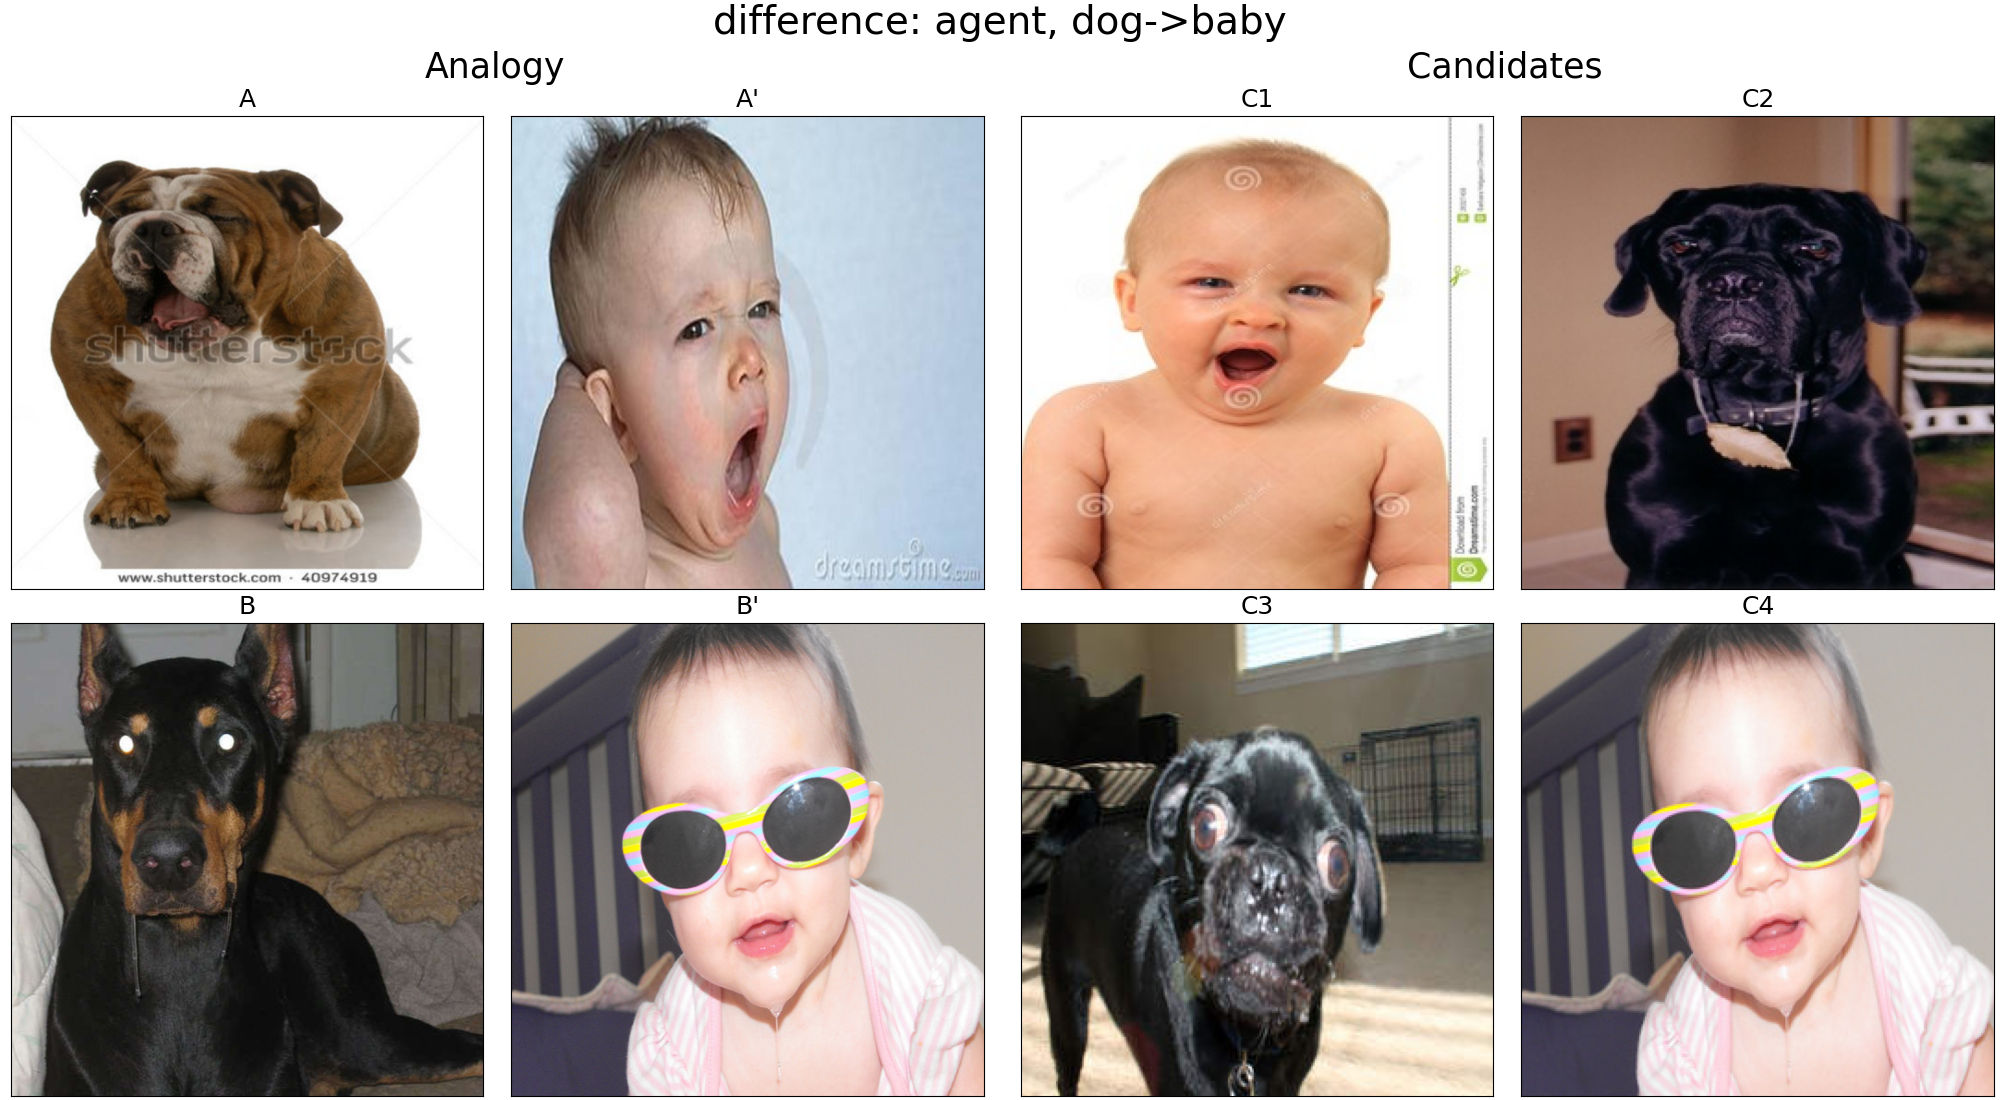 difference: agent, dog->baby
Analogy
Candidates
A
A'
C1
C2
shutterstock
www.shutterstock.com · 40974919
dreamstime.com
Download from
Dreamstime.com
B
B'
C3
C4